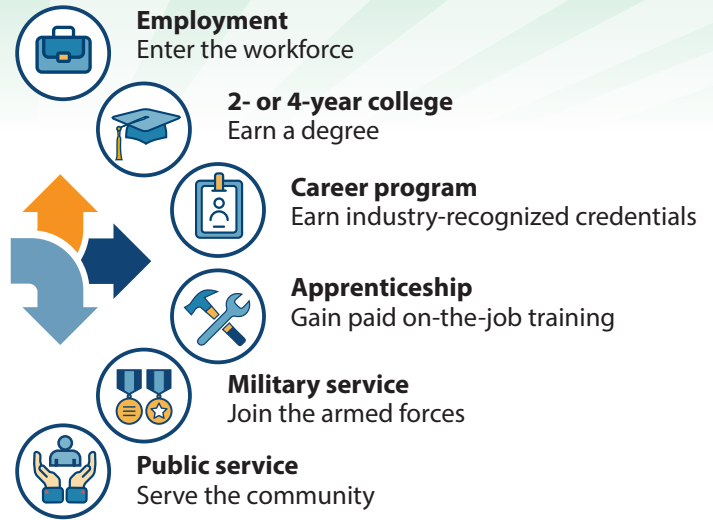 Employment
Enter the workforce
2- or 4-year college
Earn a degree
Career program
Earn industry-recognized credentials
Apprenticeship
Gain paid on-the-job training
Military service
Join the armed forces
Public service
Serve the community